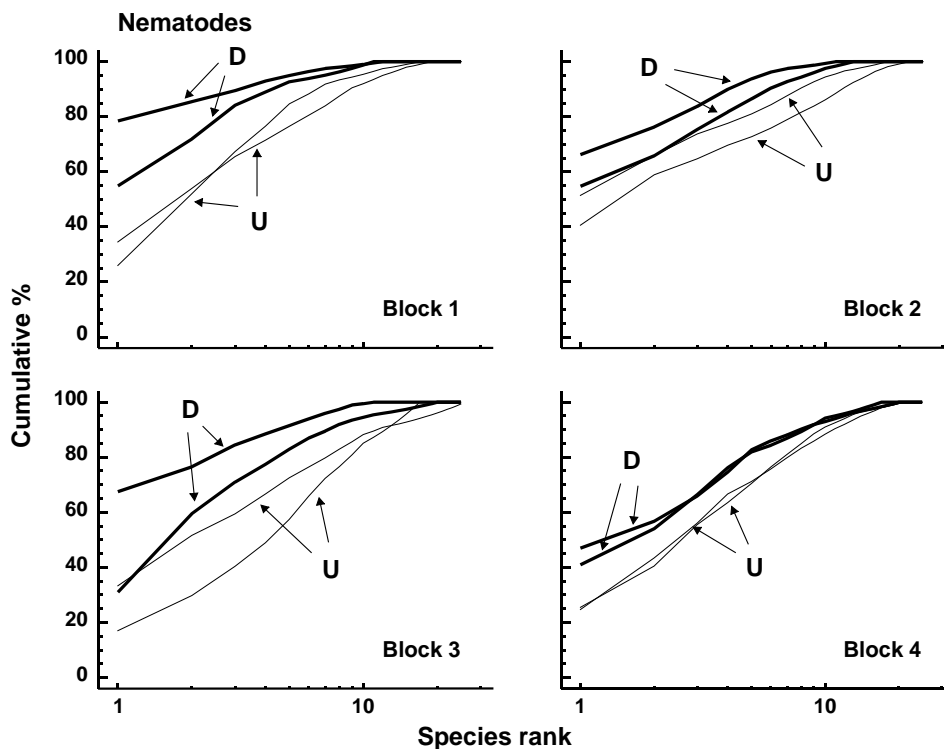 Nematodes
Cumulative %
100
80
60
40
20
0
D
U
Block 1
D
U
Block 2
100
80
60
40
20
0
D
U
Block 3
1
10
D
U
Block 4
1
10
Species rank